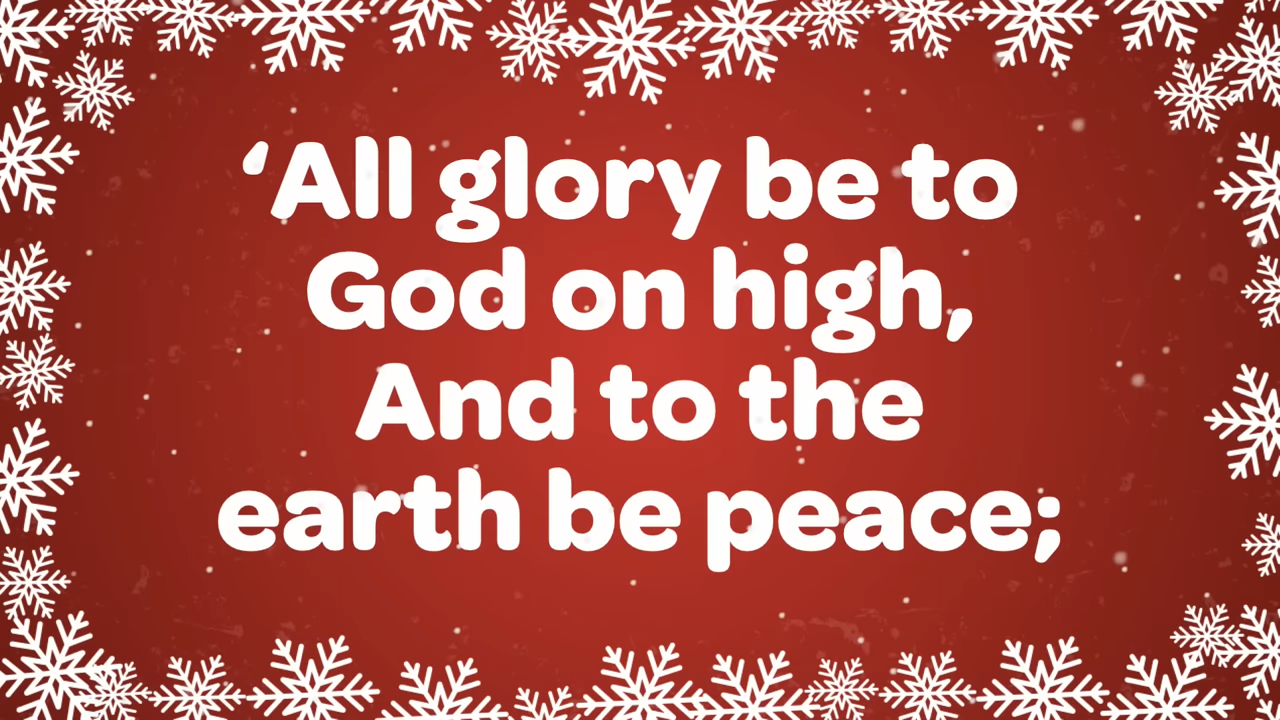 ‘All glory be to
God on high,
And to the
earth be peace;